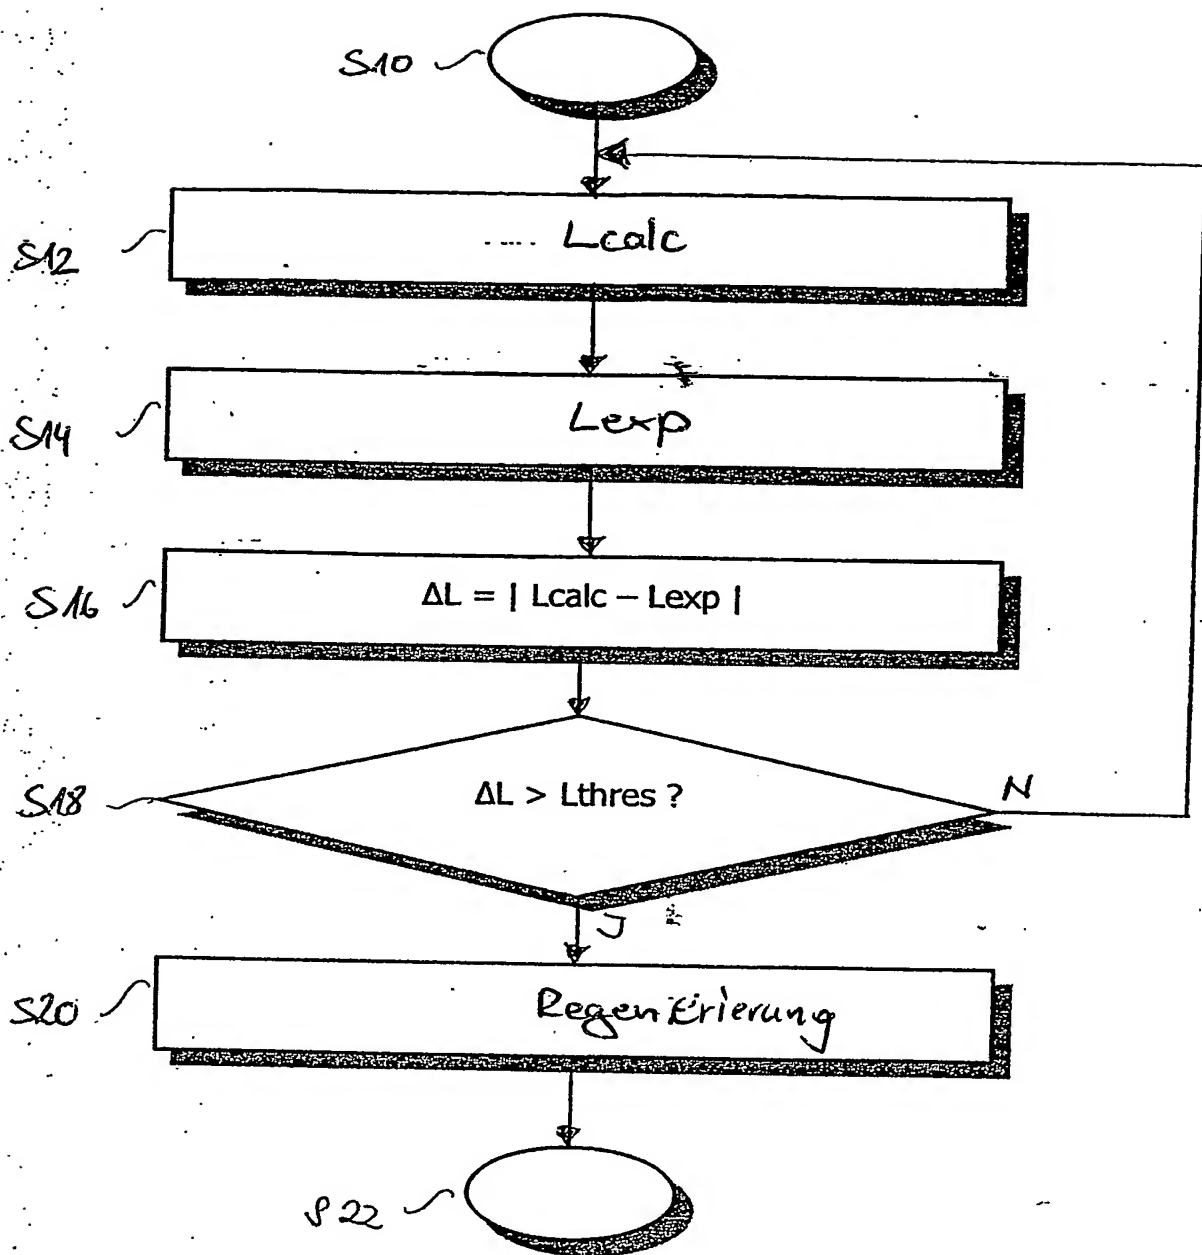 S10
S12
Lcalc
S14
Lexp
S16
ΔL = | Lcalc – Lexp |
S18
ΔL > Lthres ?
N
J
S20
RegenErierung
S22